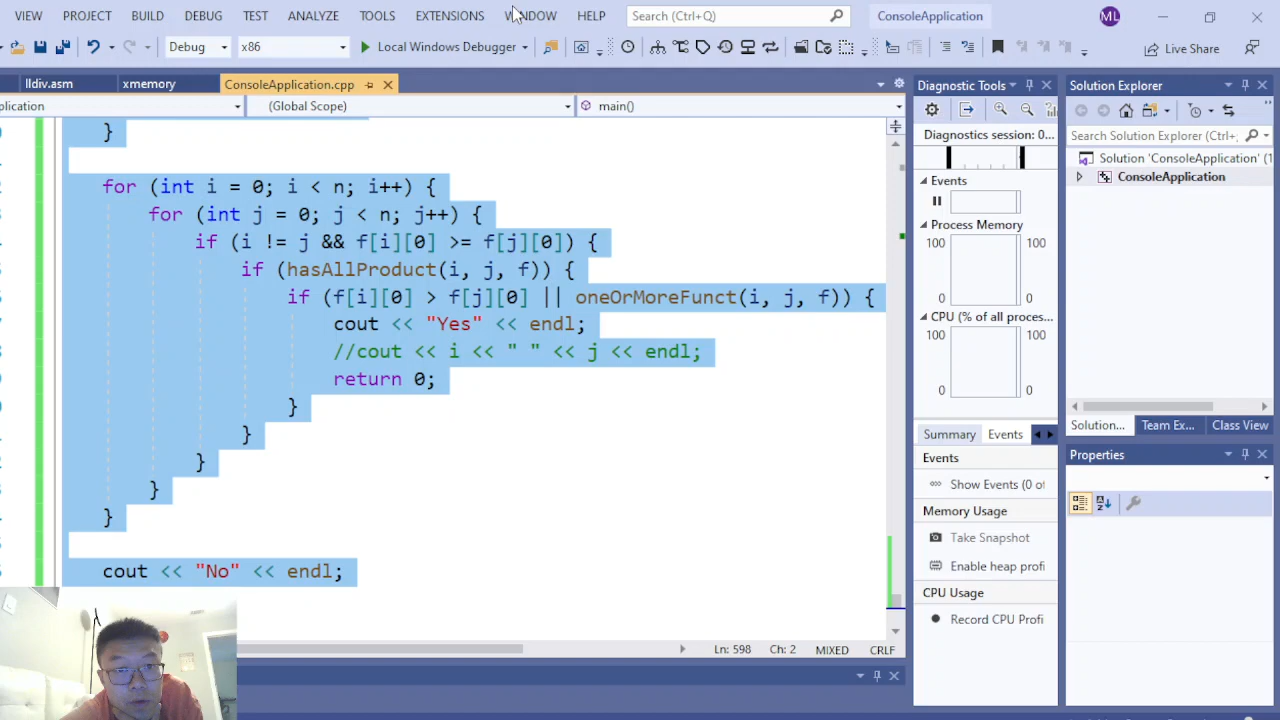 VIEW PROJECT BUILD DEBUG TEST ANALYZE TOOLS EXTENSIONS WINDOW HELP Search (Ctrl+Q) ConsoleApplication ML
Debug x86 Local Windows Debugger Live Share
lldiv.asm xmemory ConsoleApplication.cpp
plication (Global Scope) main()
}
for (int i = 0; i < n; i++) {
for (int j = 0; j < n; j++) {
if (i != j && f[i][0] >= f[j][0]) {
if (hasAllProduct(i, j, f)) {
if (f[i][0] > f[j][0] || oneOrMoreFunct(i, j, f)) {
cout << "Yes" << endl;
//cout << i << " " << j << endl;
return 0;
}
}
}
}
}
cout << "No" << endl;
Ln: 598 Ch: 2 MIXED CRLF
Diagnostic Tools
Diagnostics session: 0...
Events
Process Memory
100 100
0 0
CPU (% of all proces...
100 100
0 0
Summary Events
Events
Show Events (0 of
Memory Usage
Take Snapshot
Enable heap profi
CPU Usage
Record CPU Profi
Solution Explorer
Search Solution Explorer (Ctrl+;
Solution 'ConsoleApplication' (1
ConsoleApplication
Solution... Team Ex... Class View
Properties